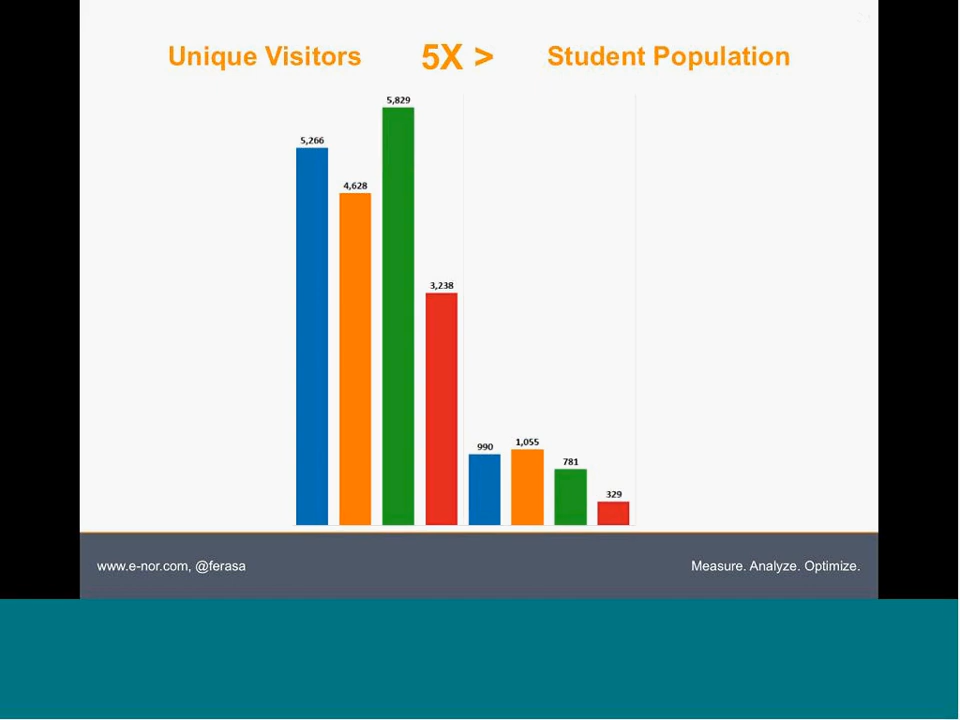 Unique Visitors 5X > Student Population
5,829
5,266
4,628
3,238
990 1,055 781 329
www.e-nor.com, @ferasa Measure. Analyze. Optimize.